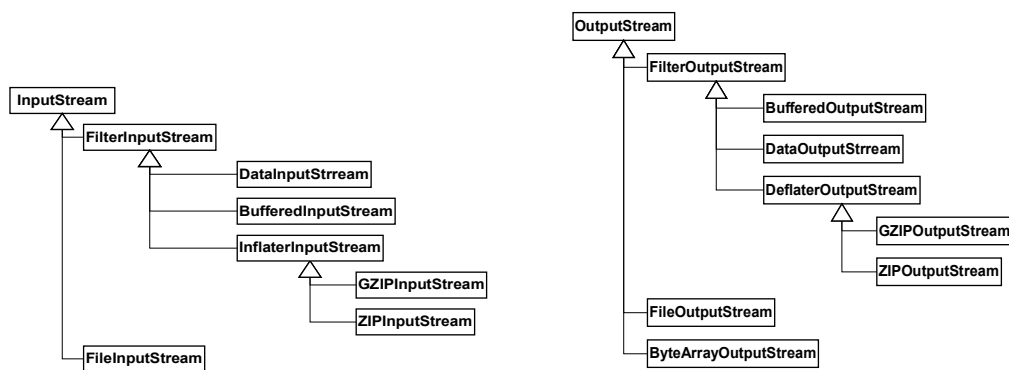 InputStream
FilterInputStream
DataInputStrream
BufferedInputStream
InflaterInputStream
GZIPInputStream
ZIPInputStream
FileInputStream
OutputStream
FilterOutputStream
BufferedOutputStream
DataOutputStrream
DeflaterOutputStream
GZIPOutputStream
ZIPOutputStream
FileOutputStream
ByteArrayOutputStream